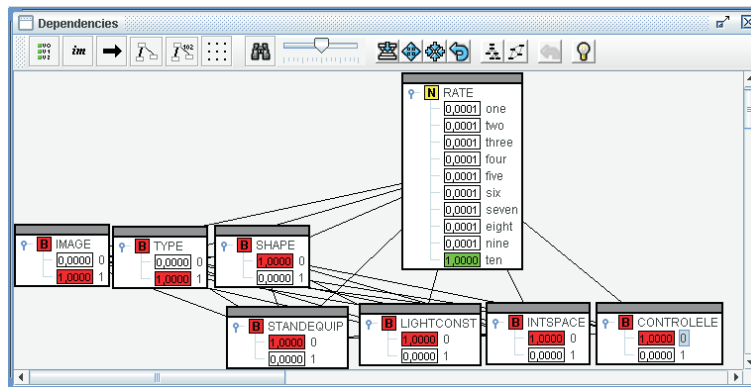 Dependencies
im
102
N RATE
0,0001 one
0,0001 two
0,0001 three
0,0001 four
0,0001 five
0,0001 six
0,0001 seven
0,0001 eight
0,0001 nine
1,0000 ten
B IMAGE
0,0000 0
1,0000 1
B TYPE
0,0000 0
1,0000 1
B SHAPE
1,0000 0
0,0000 1
B STANDEQUIP
1,0000 0
0,0000 1
B LIGHTCONST
1,0000 0
0,0000 1
B INTSPACE
1,0000 0
0,0000 1
B CONTROLELE
1,0000 0
0,0000 1